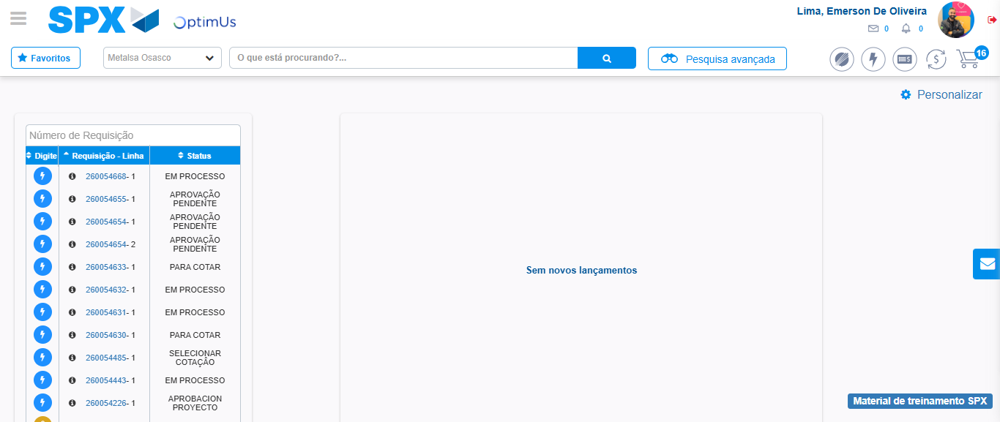 SPX OptimUs
Lima, Emerson De Oliveira
0 0
Favoritos Metalsa Osasco O que está procurando?... Pesquisa avançada 16
Personalizar
Número de Requisição
Digite Requisição - Linha Status
260054668- 1 EM PROCESSO
260054655- 1 APROVAÇÃO PENDENTE
260054654- 1 APROVAÇÃO PENDENTE
260054654- 2 APROVAÇÃO PENDENTE
260054633- 1 PARA COTAR
260054632- 1 EM PROCESSO
260054631- 1 EM PROCESSO
260054630- 1 PARA COTAR
260054485- 1 SELECIONAR COTAÇÃO
260054443- 1 EM PROCESSO
260054226- 1 APROBACION PROYECTO
Sem novos lançamentos
Material de treinamento SPX